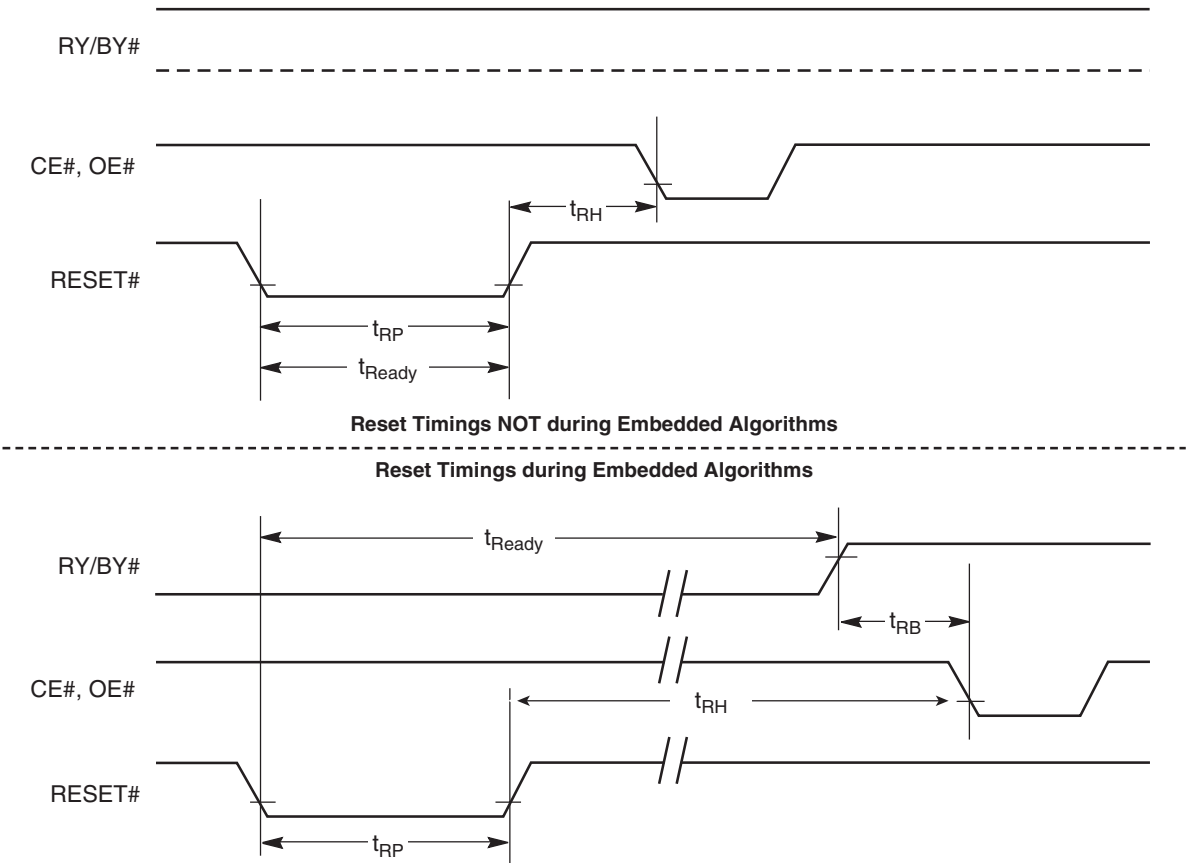 RY/BY#
CE#, OE#
tRH
RESET#
tRP
tReady
Reset Timings NOT during Embedded Algorithms
Reset Timings during Embedded Algorithms
tReady
RY/BY#
tRB
CE#, OE#
tRH
RESET#
tRP